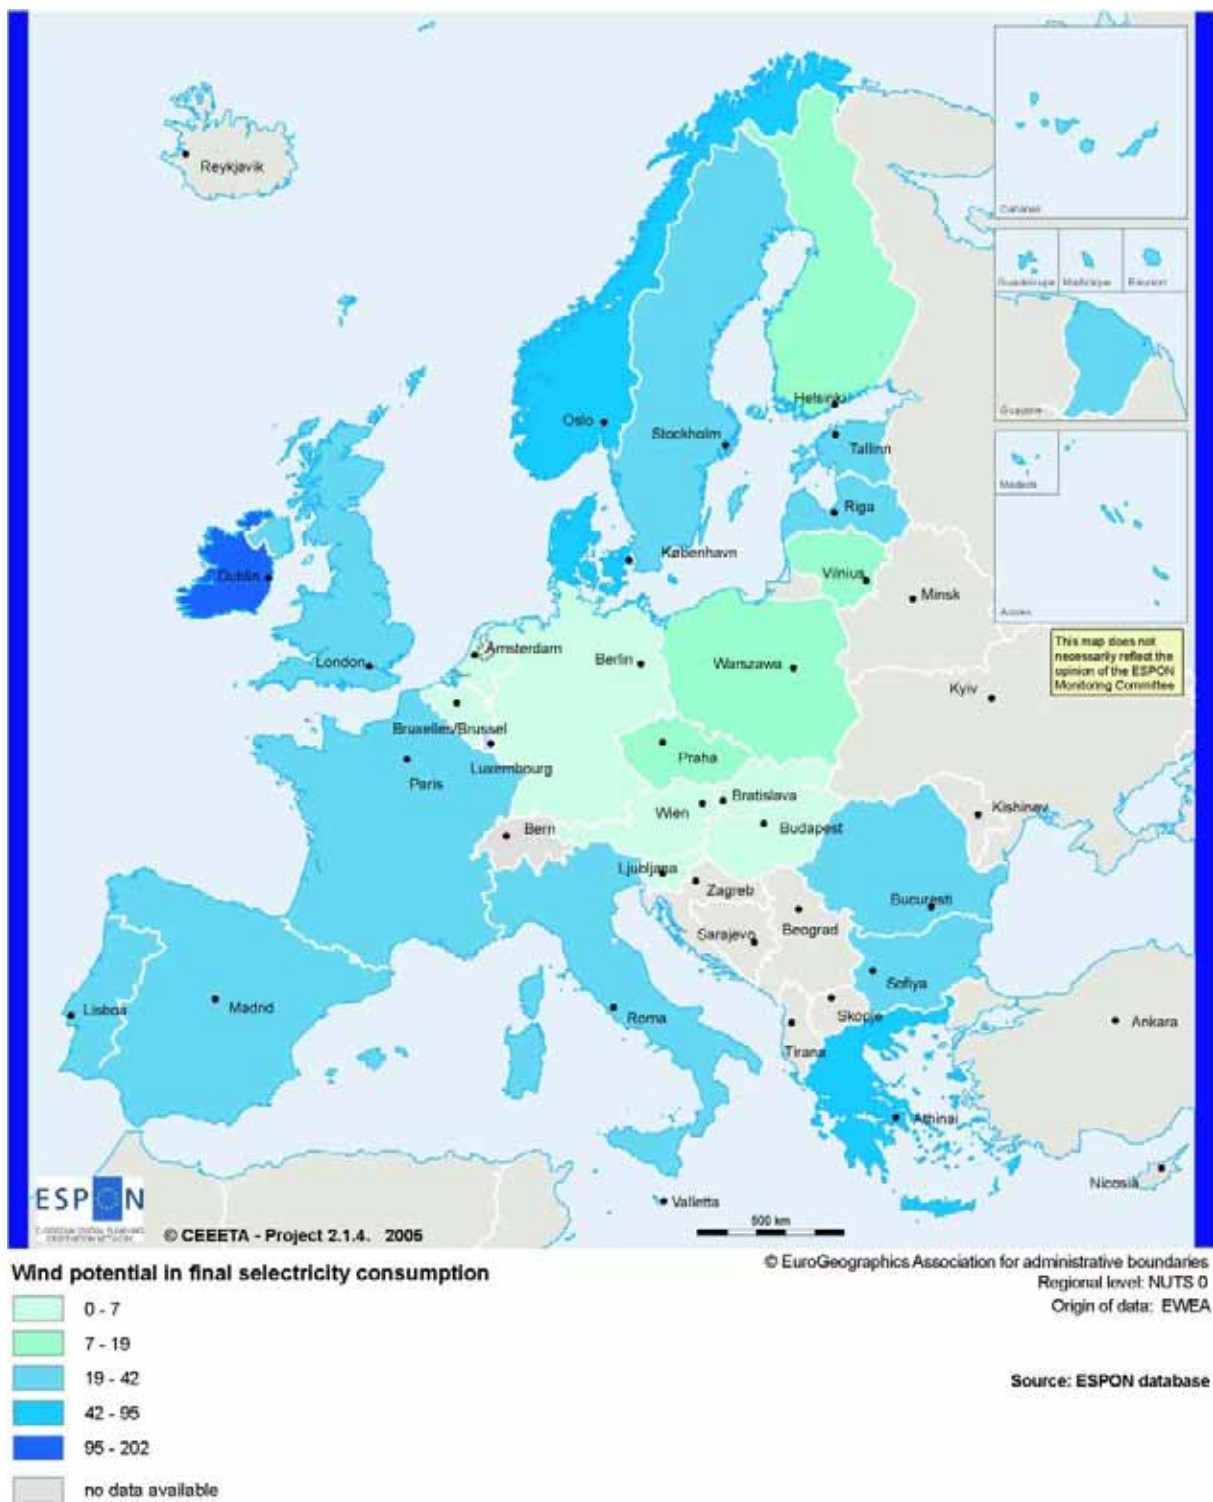 Reykjavik
Canarias
Guadeloupe
Martinique
Réunion
Guyane
Helsinki
Oslo
Stockholm
Tallinn
Madeira
Riga
København
Dublin
Vilnius
Minsk
Acores
This map does not
necessarily reflect the
opinion of the ESPON
Monitoring Committee
London
Amsterdam
Berlin
Warszawa
Kyiv
Bruxelles/Brussel
Luxembourg
Praha
Paris
Wien
Bratislava
Kishinev
Bern
Budapest
Ljubljana
Zagreb
Bucuresti
Sarajevo
Beograd
Sofiya
Lisboa
Madrid
Roma
Skopje
Ankara
Tirana
Athinai
Nicosia
Valletta
ESPON
© CEEETA - Project 2.1.4. 2005
500 km
Wind potential in final selectricity consumption
0 - 7
7 - 19
19 - 42
42 - 95
95 - 202
no data available
© EuroGeographics Association for administrative boundaries
Regional level: NUTS 0
Origin of data: EWEA
Source: ESPON database